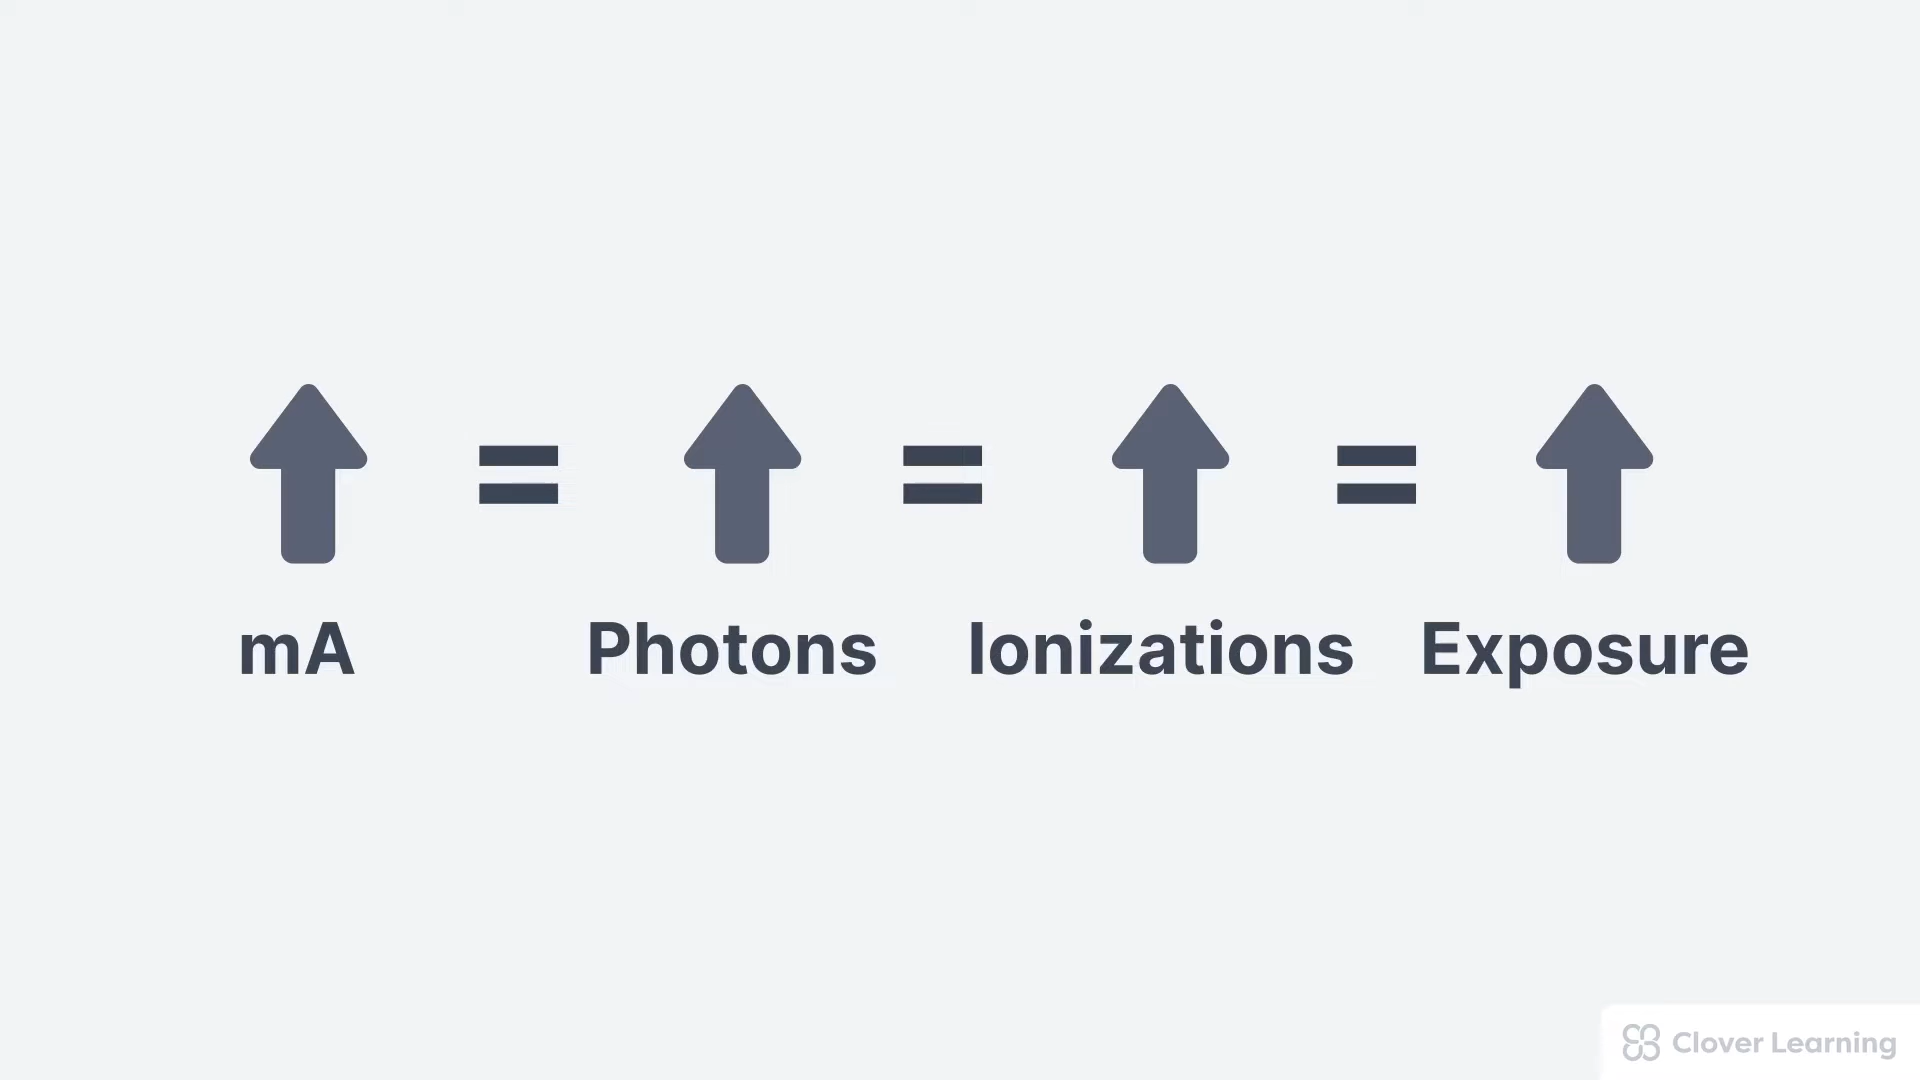 = = =
mA Photons Ionizations Exposure
Clover Learning